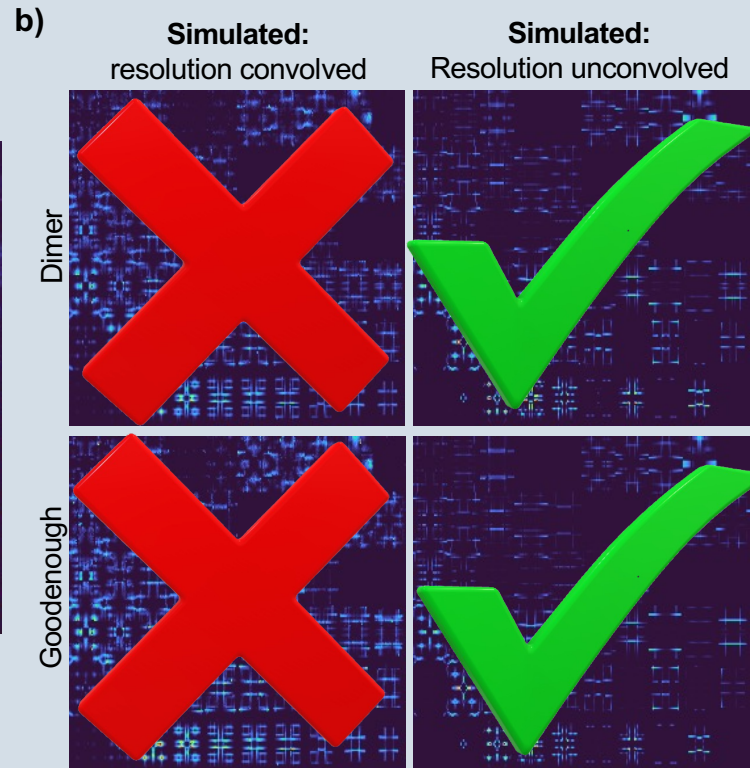 b)
Simulated:
resolution convolved
Simulated:
Resolution unconvolved
Dimer
Goodenough